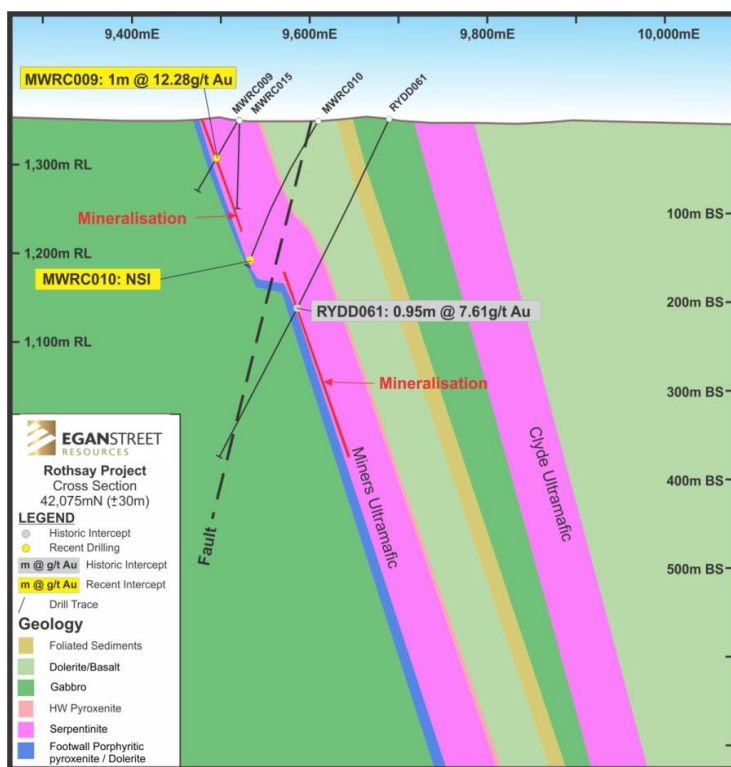 9,400mE
9,600mE
9,800mE
10,000mE
MWRC009: 1m @ 12.28g/t Au
MWRC009
MWRC015
MWRC010
RYDD061
1,300m RL
100m BS
Mineralisation
1,200m RL
MWRC010: NSI
200m BS
RYDD061: 0.95m @ 7.61g/t Au
1,100m RL
Mineralisation
300m BS
Miners Ultramafic
Clyde Ultramafic
400m BS
Fault
500m BS
EGANSTREET
RESOURCES
Rothsay Project
Cross Section
42,075mN (±30m)
LEGEND
Historic Intercept
Recent Drilling
m @ g/t Au Historic Intercept
m @ g/t Au Recent Intercept
Drill Trace
Geology
Foliated Sediments
Dolerite/Basalt
Gabbro
HW Pyroxenite
Serpentinite
Footwall Porphyritic
pyroxenite / Dolerite